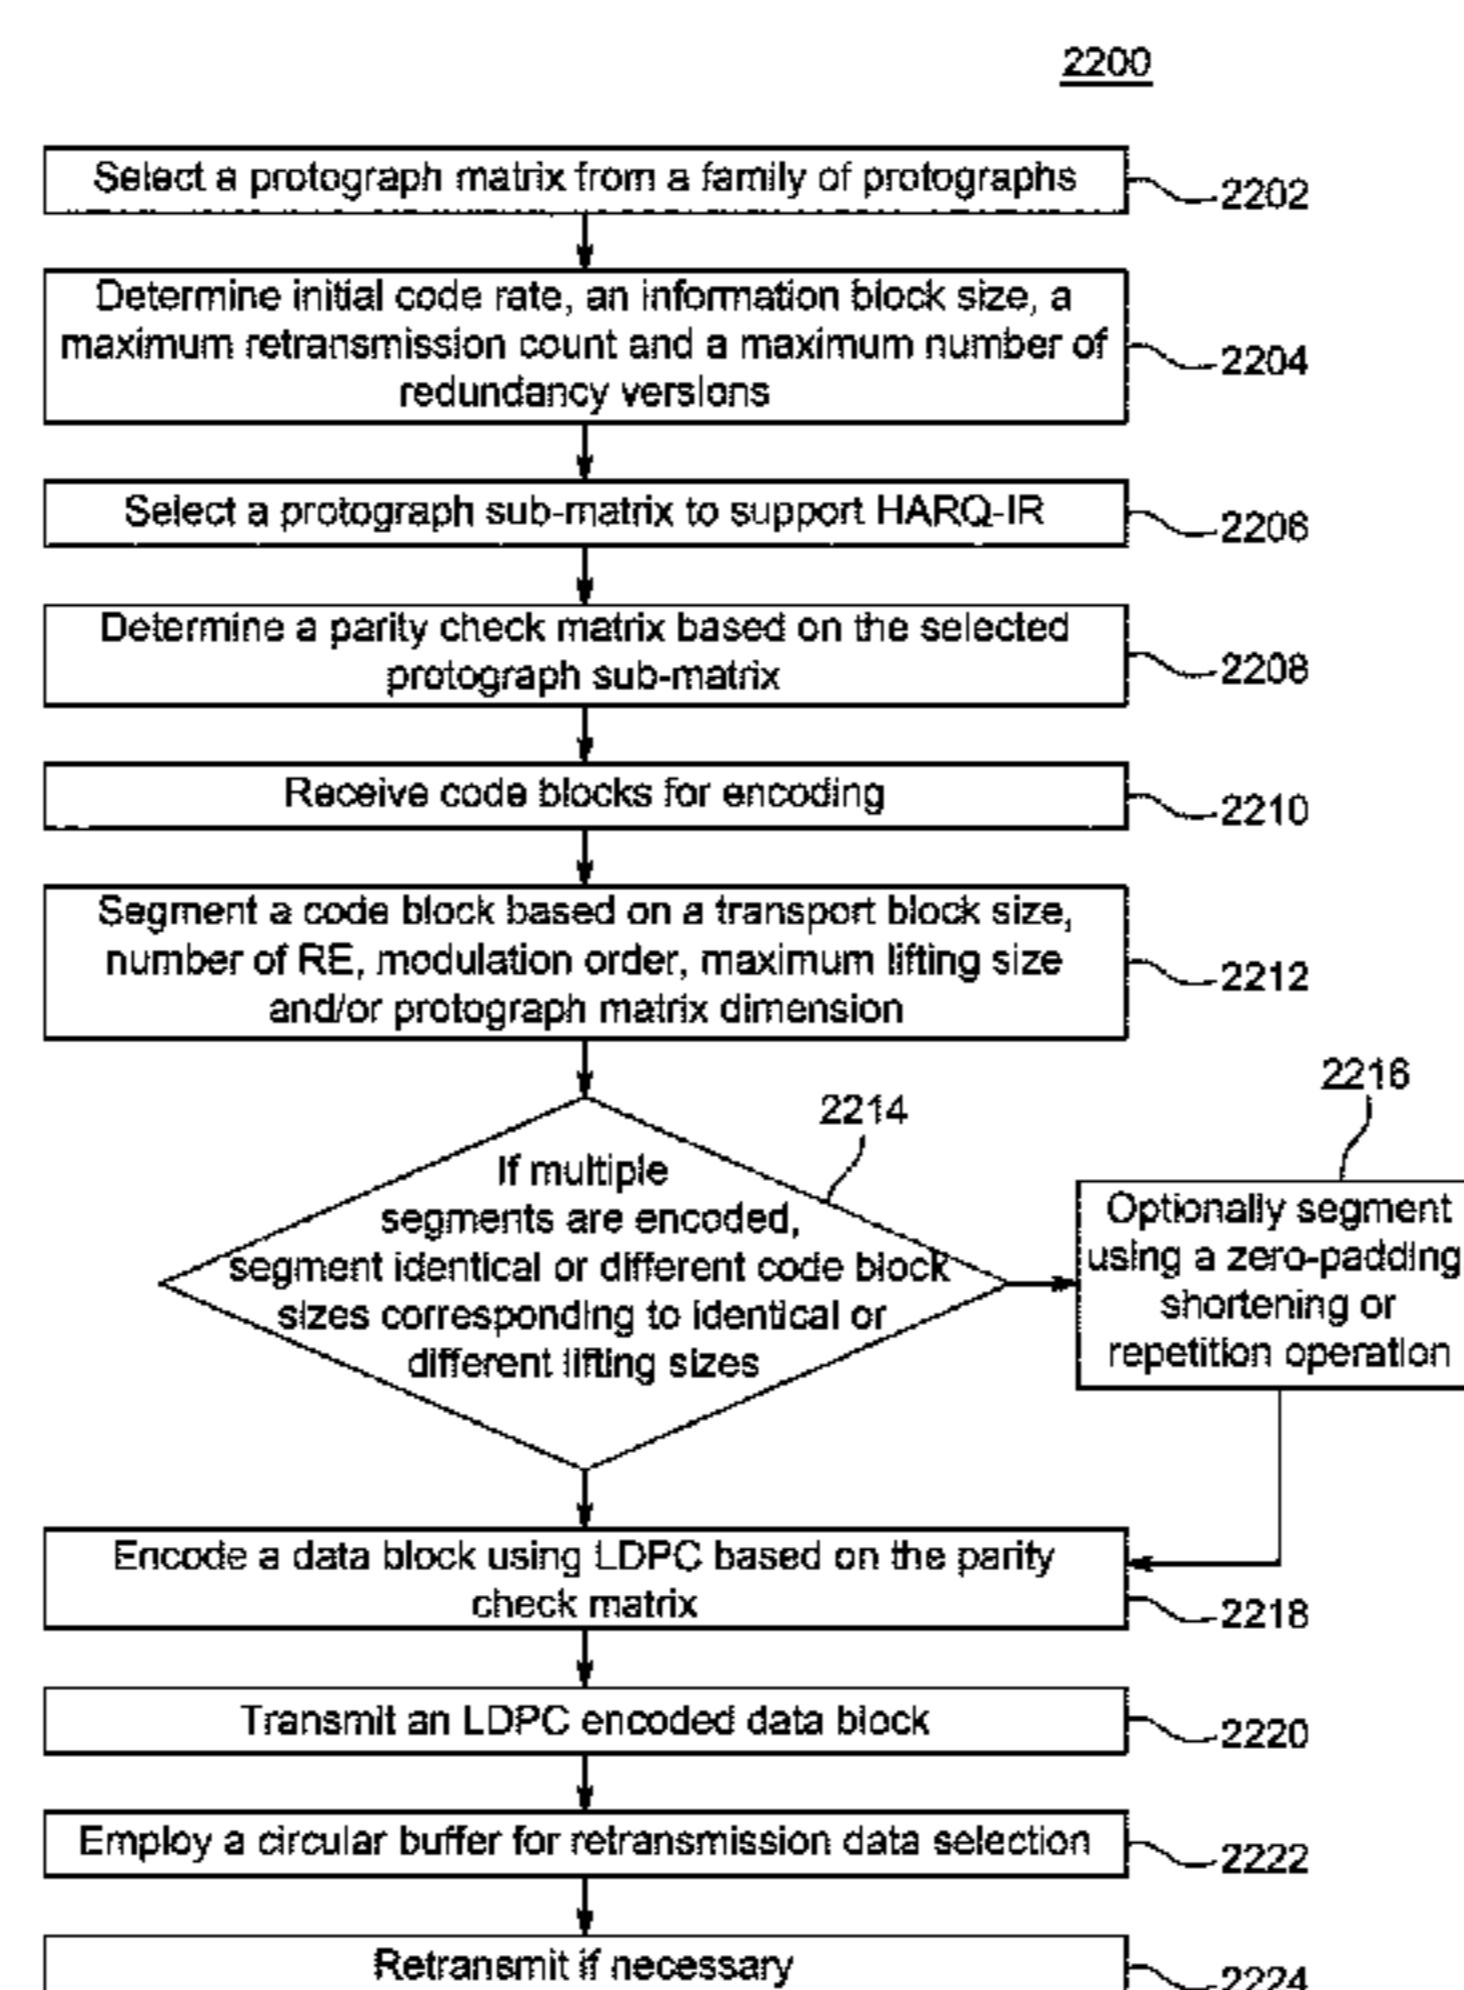 2200
Select a protograph matrix from a family of protographs
2202
Determine initial code rate, an information block size, a
maximum retransmission count and a maximum number of
redundancy versions
2204
Select a protograph sub-matrix to support HARQ-IR
2206
Determine a parity check matrix based on the selected
protograph sub-matrix
2208
Receive code blocks for encoding
2210
Segment a code block based on a transport block size,
number of RE, modulation order, maximum lifting size
and/or protograph matrix dimension
2212
2214
If multiple
segments are encoded,
segment identical or different code block
sizes corresponding to identical or
different lifting sizes
2216
Optionally segment
using a zero-padding
shortening or
repetition operation
Encode a data block using LDPC based on the parity
check matrix
2218
Transmit an LDPC encoded data block
2220
Employ a circular buffer for retransmission data selection
2222
Retransmit if necessary
2224